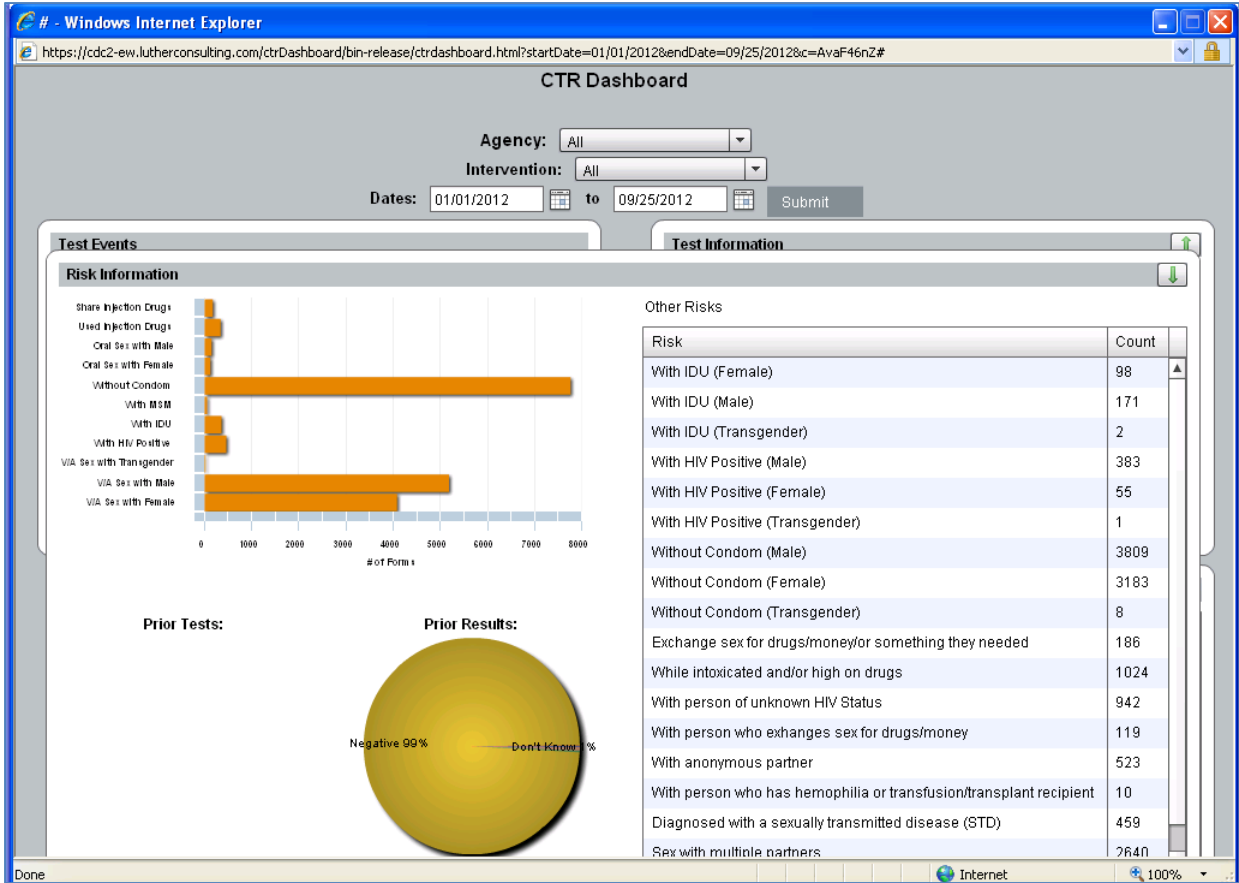 # - Windows Internet Explorer
https://cdc2-ew.lutherconsulting.com/ctrDashboard/bin-release/ctrdashboard.html?startDate=01/01/2012&endDate=09/25/2012&c=AvaF46nZ#
CTR Dashboard
Agency: All
Intervention: All
Dates: 01/01/2012 to 09/25/2012 Submit
Test Events
Test Information
Risk Information
Share Injection Drugs
Used Injection Drugs
Oral Sex with Male
Oral Sex with Female
Without Condom
With MSM
With IDU
With HIV Positive
V/A Sex with Transgender
V/A Sex with Male
V/A Sex with Female
0 1000 2000 3000 4000 5000 6000 7000 8000
# of Forms
Prior Tests:
Prior Results:
Negative 99%
Don't Know 1%
Other Risks
Risk Count
With IDU (Female) 98
With IDU (Male) 171
With IDU (Transgender) 2
With HIV Positive (Male) 383
With HIV Positive (Female) 55
With HIV Positive (Transgender) 1
Without Condom (Male) 3809
Without Condom (Female) 3183
Without Condom (Transgender) 8
Exchange sex for drugs/money/or something they needed 186
While intoxicated and/or high on drugs 1024
With person of unknown HIV Status 942
With person who exhanges sex for drugs/money 119
With anonymous partner 523
With person who has hemophilia or transfusion/transplant recipient 10
Diagnosed with a sexually transmitted disease (STD) 459
Sex with multiple partners 2640
Done Internet 100%